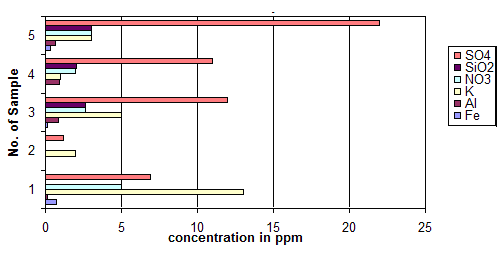 No. of Sample
5
4
3
2
1
0 5 10 15 20 25
concentration in ppm
SO4
SiO2
NO3
K
Al
Fe